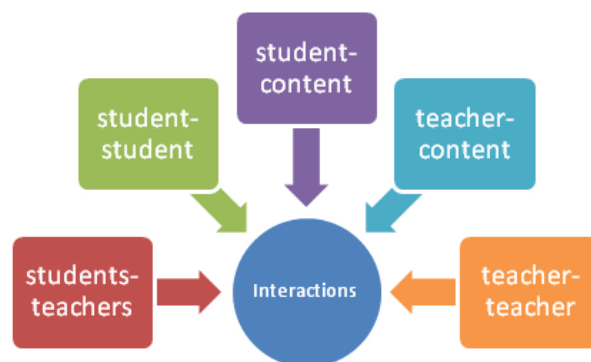 student-
content
student-
student
teacher-
content
students-
teachers
Interactions
teacher-
teacher